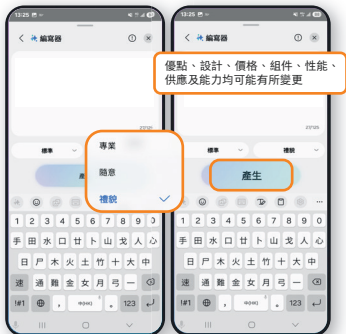 13:25
編寫器
標準
專業
隨意
禮貌
1 2 3 4 5 6 7 8 9 0
手 田 水 口 廿 卜 山 戈 人 心
日 尸 木 火 土 竹 十 大 中
速 通 難 金 女 月 弓 一
!#1 , 。 123
13:25
編寫器
優點、設計、價格、組件、性能、
供應及能力均可能有所變更
標準
禮貌
產生
1 2 3 4 5 6 7 8 9 0
手 田 水 口 廿 卜 山 戈 人 心
日 尸 木 火 土 竹 十 大 中
速 通 難 金 女 月 弓 一
!#1 , 。 123